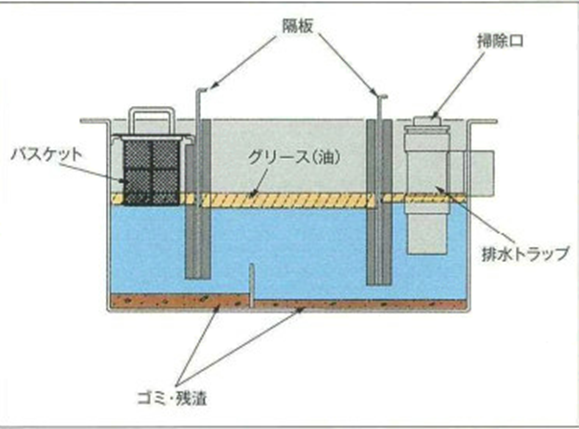 隔板
掃除口
バスケット
グリース(油)
排水トラップ
ゴミ・残渣